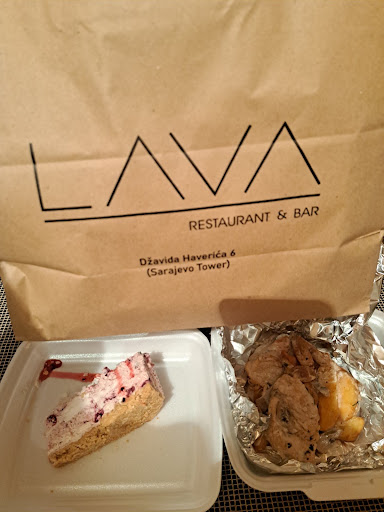 LAVA
RESTAURANT & BAR
Džavida Haverića 6
(Sarajevo Tower)